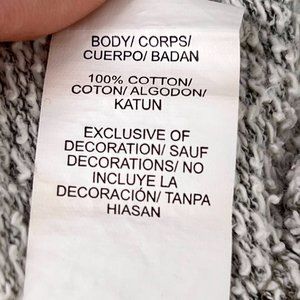 BODY/ CORPS/
CUERPO/ BADAN
100% COTTON/
COTON/ ALGODON/
KATUN
EXCLUSIVE OF
DECORATION/ SAUF
DECORATIONS/ NO
INCLUYE LA
DECORACIÓN/ TANPA
HIASAN